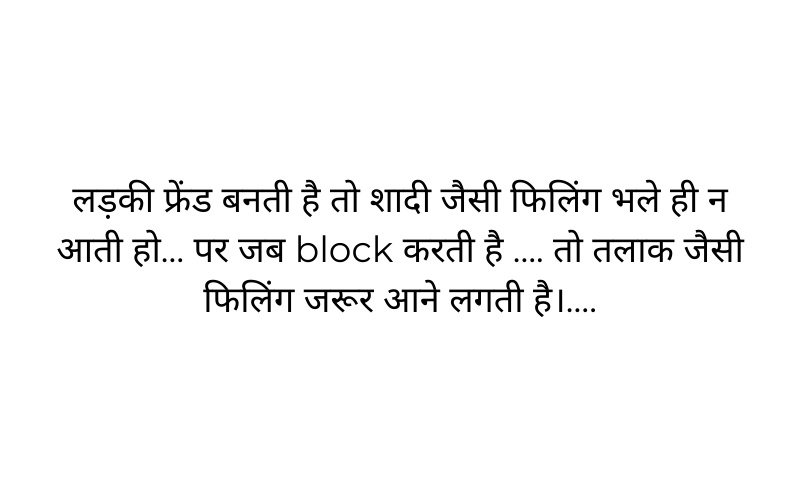 लड़की फ्रेंड बनती है तो शादी जैसी फिलिंग भले ही न
आती हो... पर जब block करती है .... तो तलाक जैसी
फिलिंग जरूर आने लगती है।....